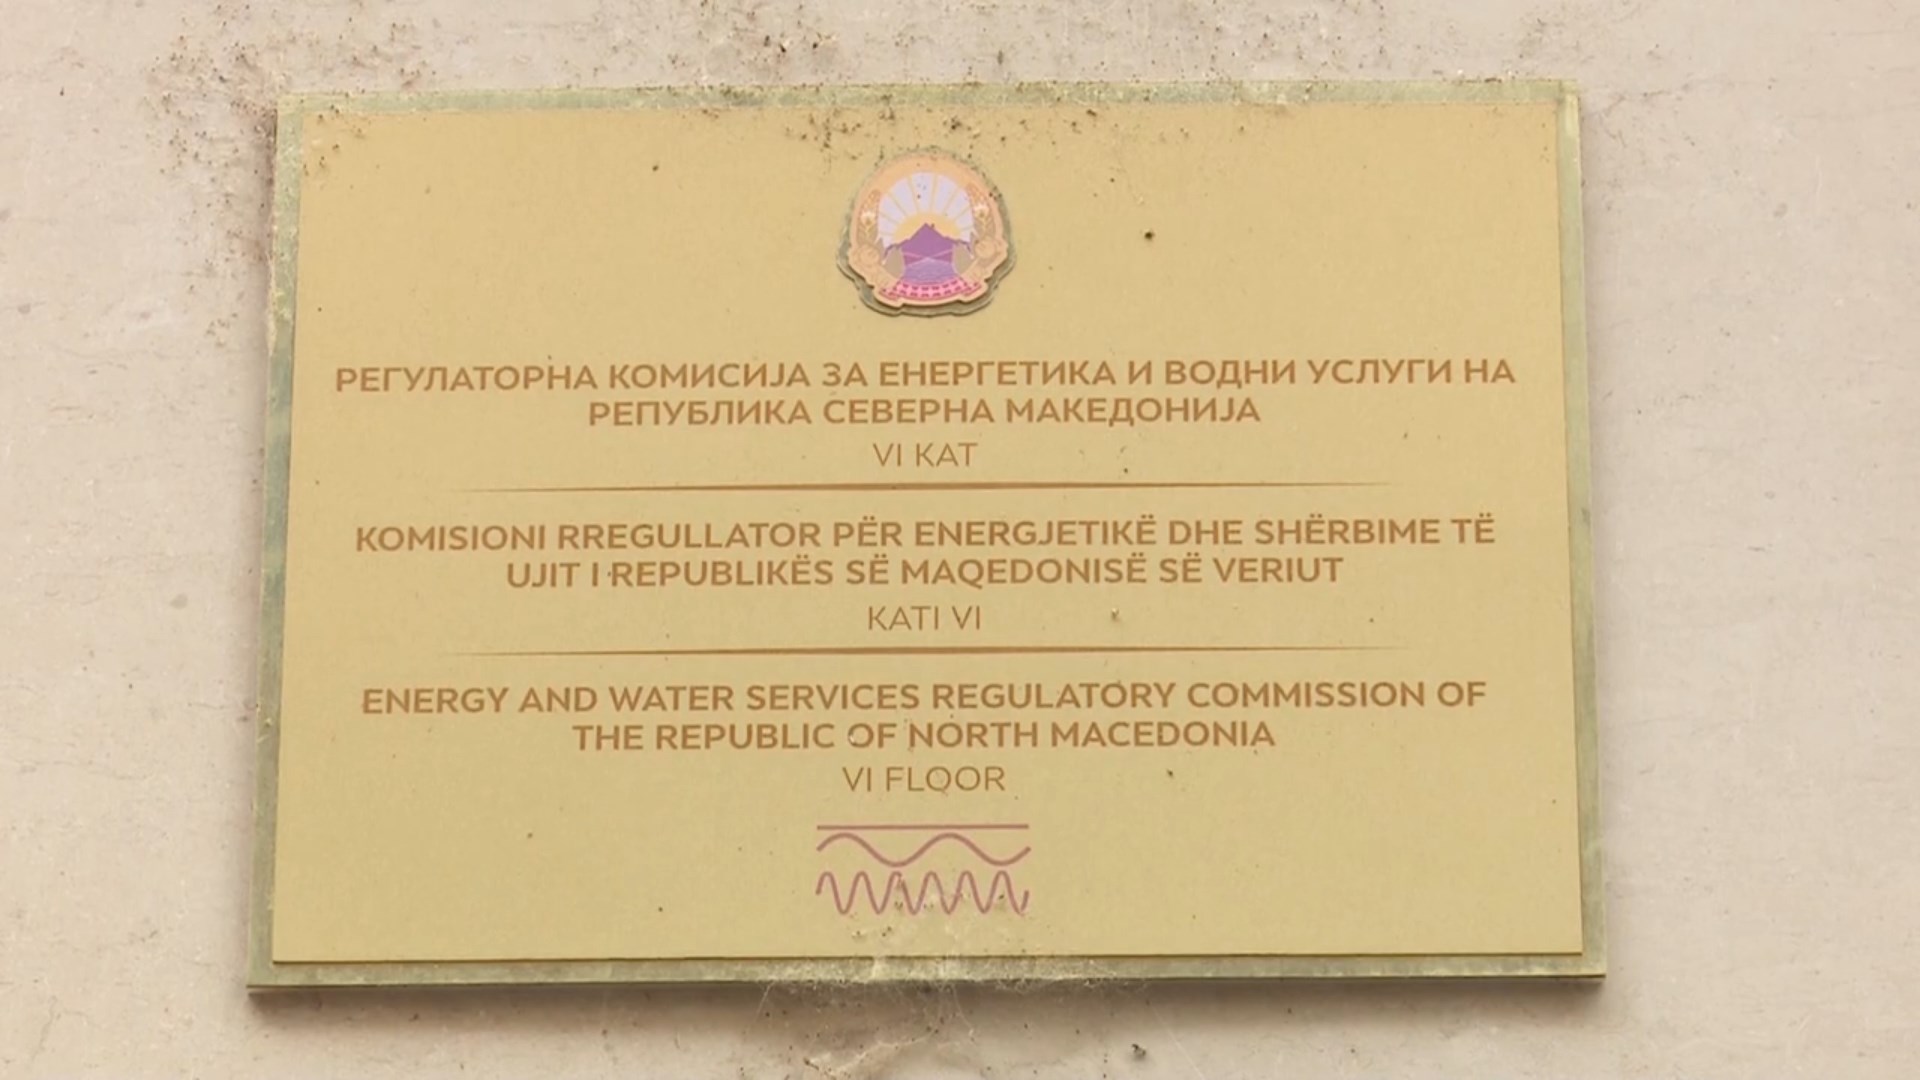 РЕГУЛАТОРНА КОМИСИЈА ЗА ЕНЕРГЕТИКА И ВОДНИ УСЛУГИ НА
РЕПУБЛИКА СЕВЕРНА МАКЕДОНИЈА
VI КАТ
KOMISIONI RREGULLATOR PËR ENERGJETIKË DHE SHËRBIME TË
UJIT I REPUBLIKËS SË MAQEDONISË SË VERIUT
KATI VI
ENERGY AND WATER SERVICES REGULATORY COMMISSION OF
THE REPUBLIC OF NORTH MACEDONIA
VI FLOOR